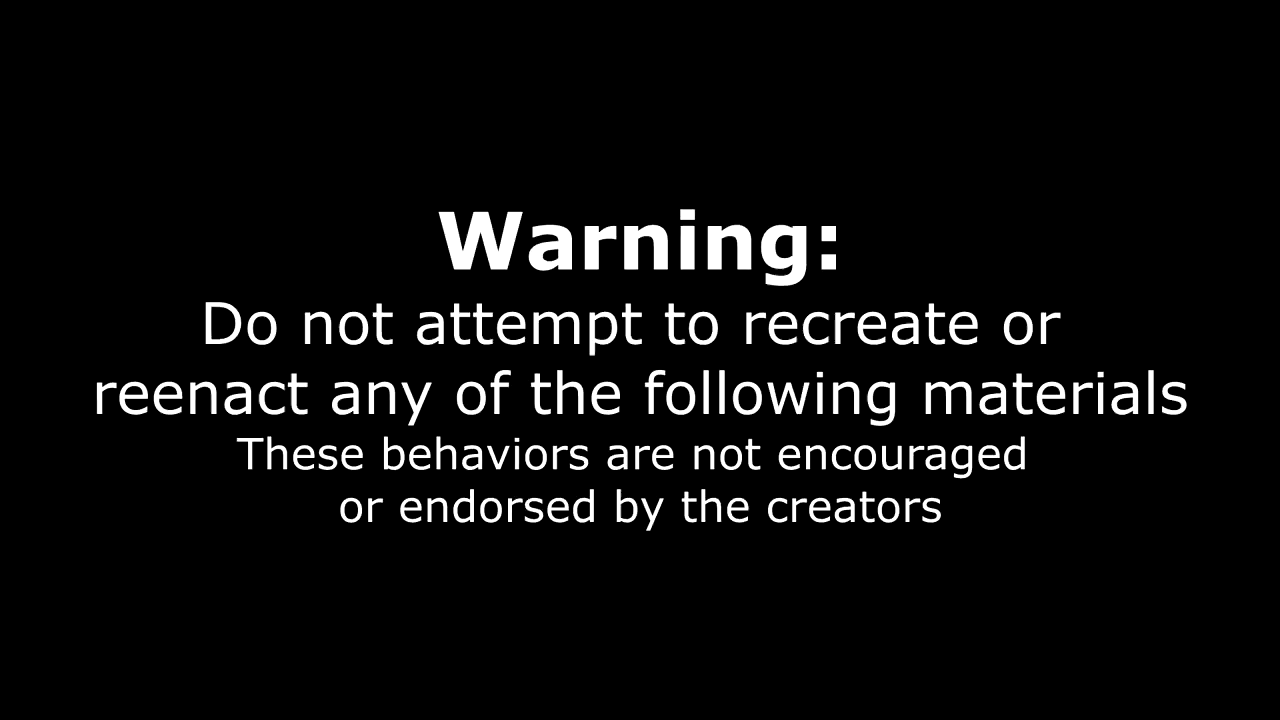 Warning:
Do not attempt to recreate or
reenact any of the following materials
These behaviors are not encouraged
or endorsed by the creators